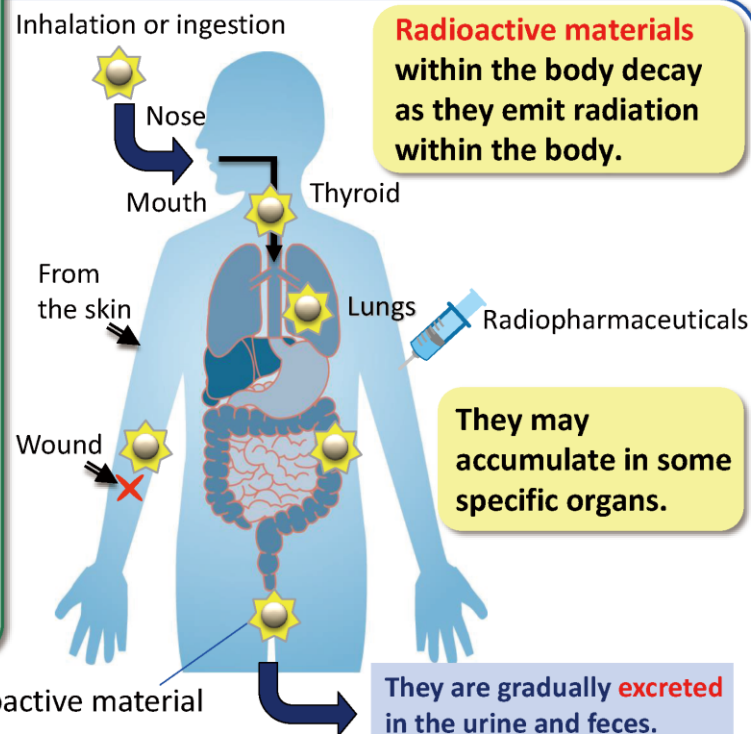 Inhalation or ingestion
Radioactive materials
within the body decay
as they emit radiation
within the body.
Nose
Mouth
Thyroid
From
the skin
Lungs
Radiopharmaceuticals
They may
accumulate in some
specific organs.
Wound
material
They are gradually excreted
in the urine and feces.